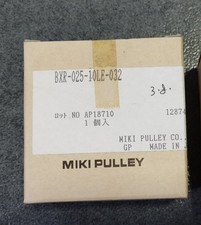 BXR-025-10LE-032
3.8.
ロット NO AP18710 12874
1 個入
MIKI PULLEY CO.,
GP MADE IN J
MIKI PULLEY